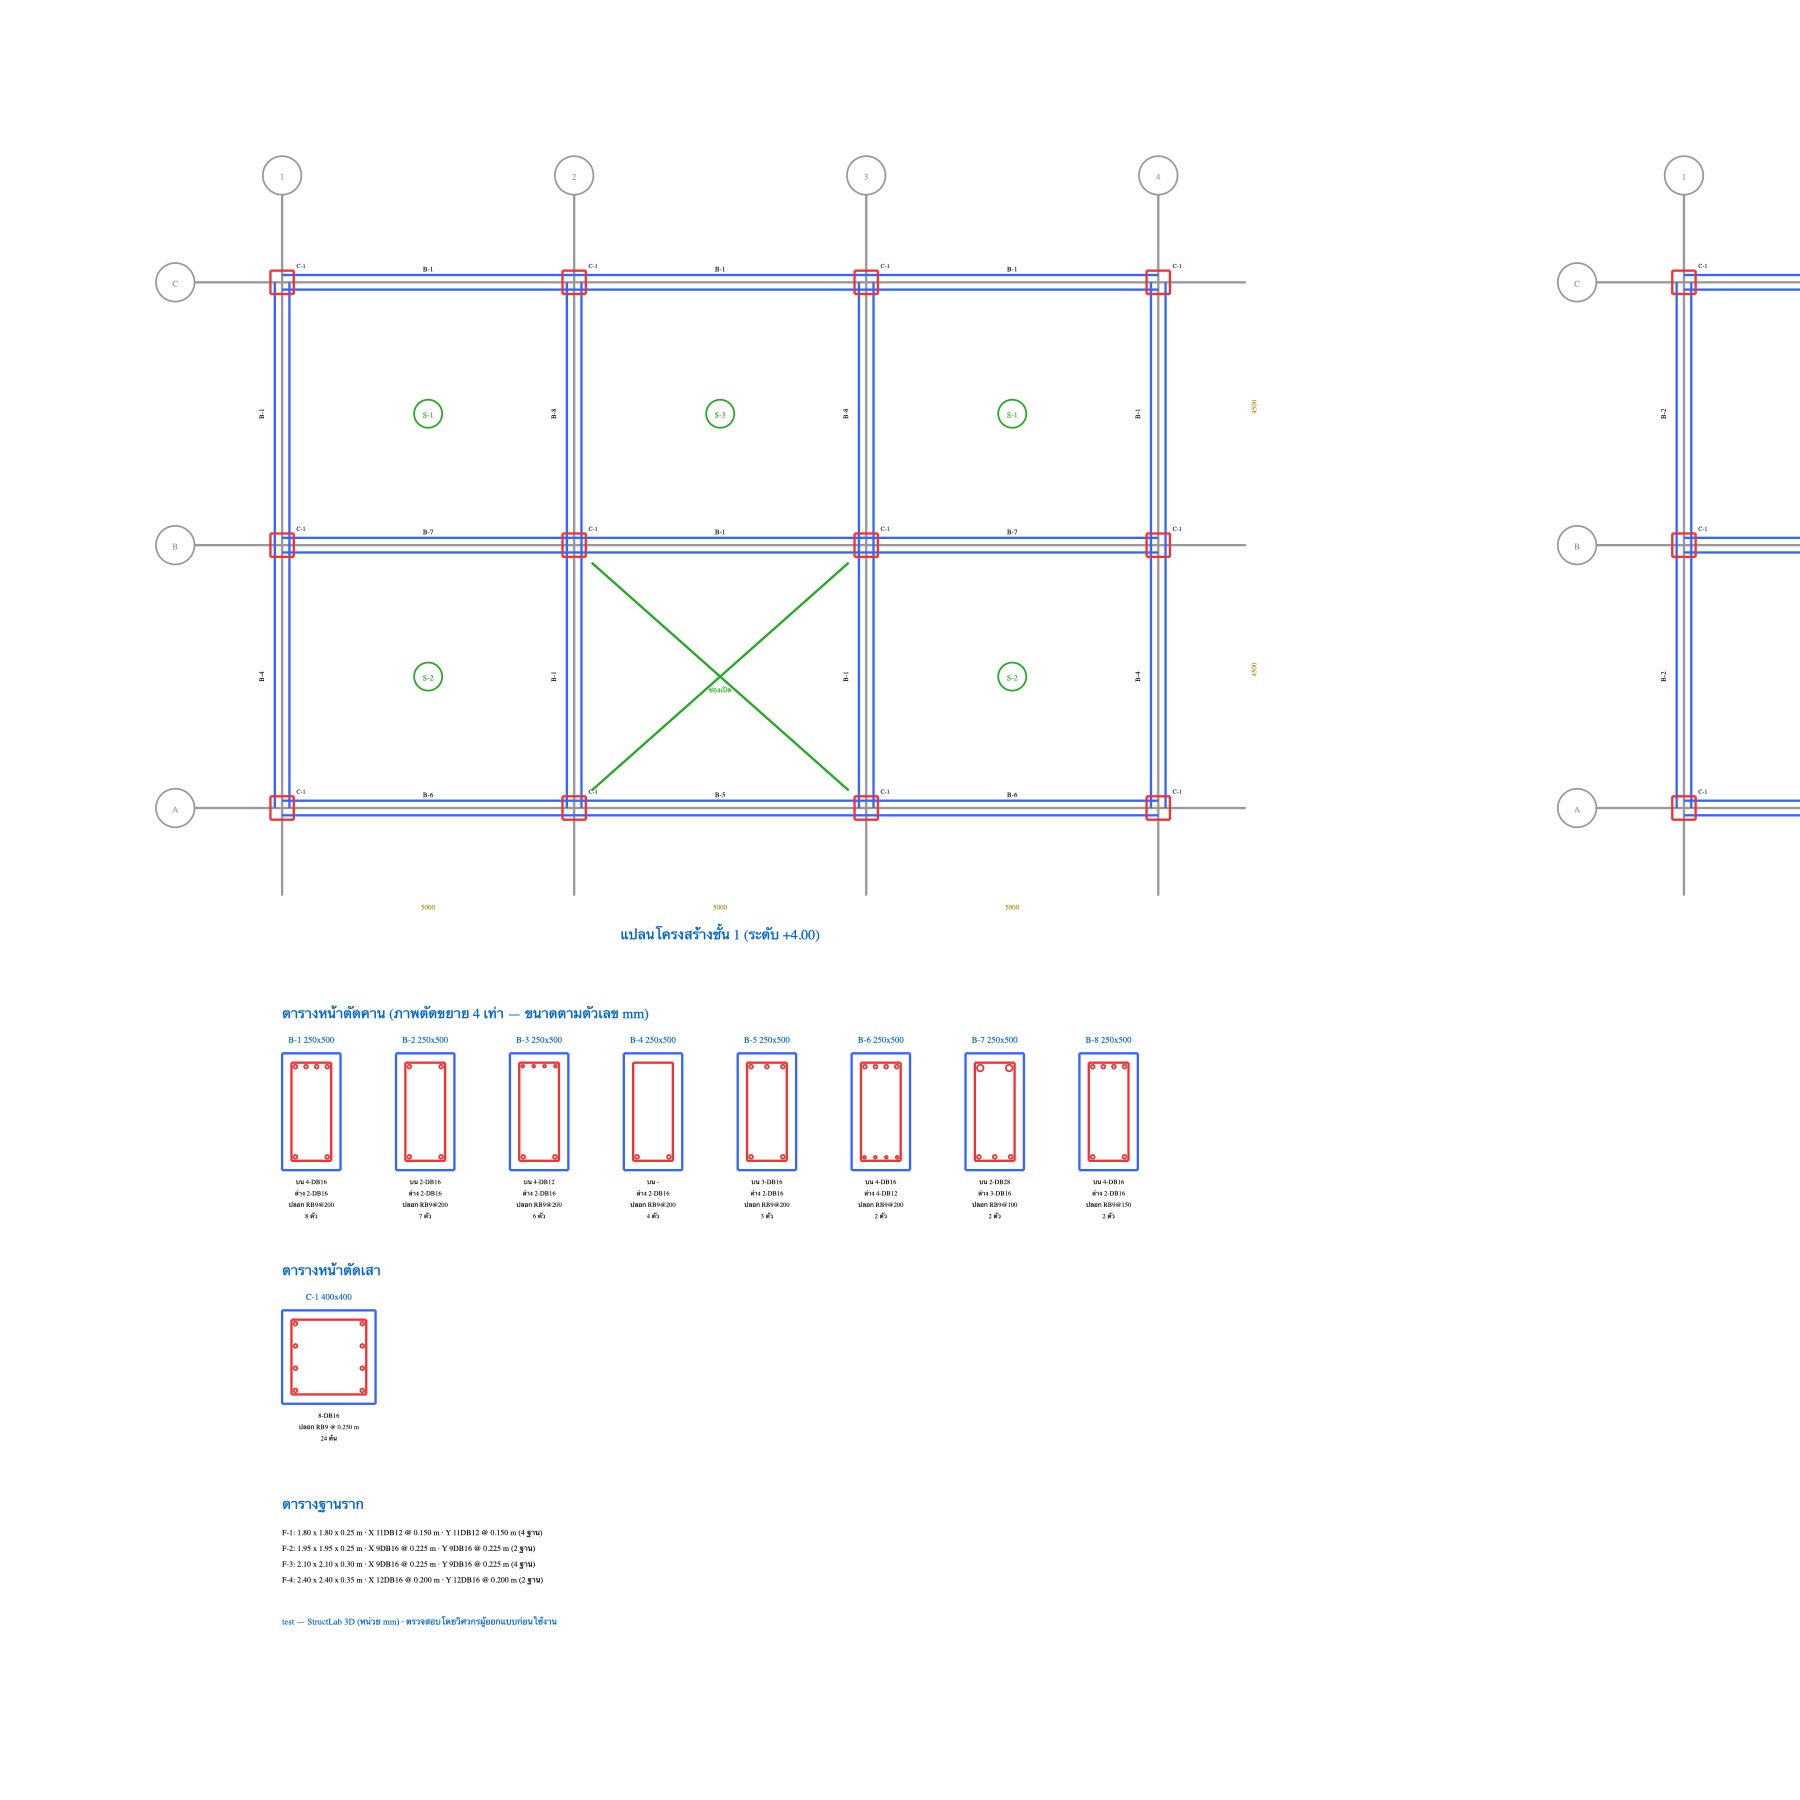 1 2 3 4 1
C C-1 C-1 C-1 C-1 C C-1
B-1 B-1 B-1
B-1 B-8 B-8 B-1 B-2
S-1 S-3 S-1
4500
B C-1 C-1 C-1 C-1 B C-1
B-7 B-1 B-7
B-4 B-1 B-1 B-4 B-2
S-2 S-2
4500
ช่องเปิด
A C-1 C-1 C-1 C-1 A C-1
B-6 B-5 B-6
5000 5000 5000
แปลนโครงสร้างชั้น 1 (ระดับ +4.00)
ตารางหน้าตัดคาน (ภาพตัดขยาย 4 เท่า — ขนาดตามตัวเลข mm)
B-1 250x500 B-2 250x500 B-3 250x500 B-4 250x500 B-5 250x500 B-6 250x500 B-7 250x500 B-8 250x500
บน 4-DB16 บน 2-DB16 บน 4-DB12 บน - บน 3-DB16 บน 4-DB16 บน 2-DB28 บน 4-DB16
ล่าง 2-DB16 ล่าง 2-DB16 ล่าง 2-DB16 ล่าง 2-DB16 ล่าง 2-DB16 ล่าง 4-DB12 ล่าง 3-DB16 ล่าง 2-DB16
ปลอก RB9@200 ปลอก RB9@200 ปลอก RB9@200 ปลอก RB9@200 ปลอก RB9@200 ปลอก RB9@200 ปลอก RB9@100 ปลอก RB9@150
8 ตัว 7 ตัว 6 ตัว 4 ตัว 3 ตัว 2 ตัว 2 ตัว 2 ตัว
ตารางหน้าตัดเสา
C-1 400x400
8-DB16
ปลอก RB9 @ 0.250 m
24 ต้น
ตารางฐานราก
F-1: 1.80 x 1.80 x 0.25 m · X 11DB12 @ 0.150 m · Y 11DB12 @ 0.150 m (4 ฐาน)
F-2: 1.95 x 1.95 x 0.25 m · X 9DB16 @ 0.225 m · Y 9DB16 @ 0.225 m (2 ฐาน)
F-3: 2.10 x 2.10 x 0.30 m · X 9DB16 @ 0.225 m · Y 9DB16 @ 0.225 m (4 ฐาน)
F-4: 2.40 x 2.40 x 0.35 m · X 12DB16 @ 0.200 m · Y 12DB16 @ 0.200 m (2 ฐาน)
test — StructLab 3D (หน่วย mm) · ตรวจสอบโดยวิศวกรผู้ออกแบบก่อนใช้งาน